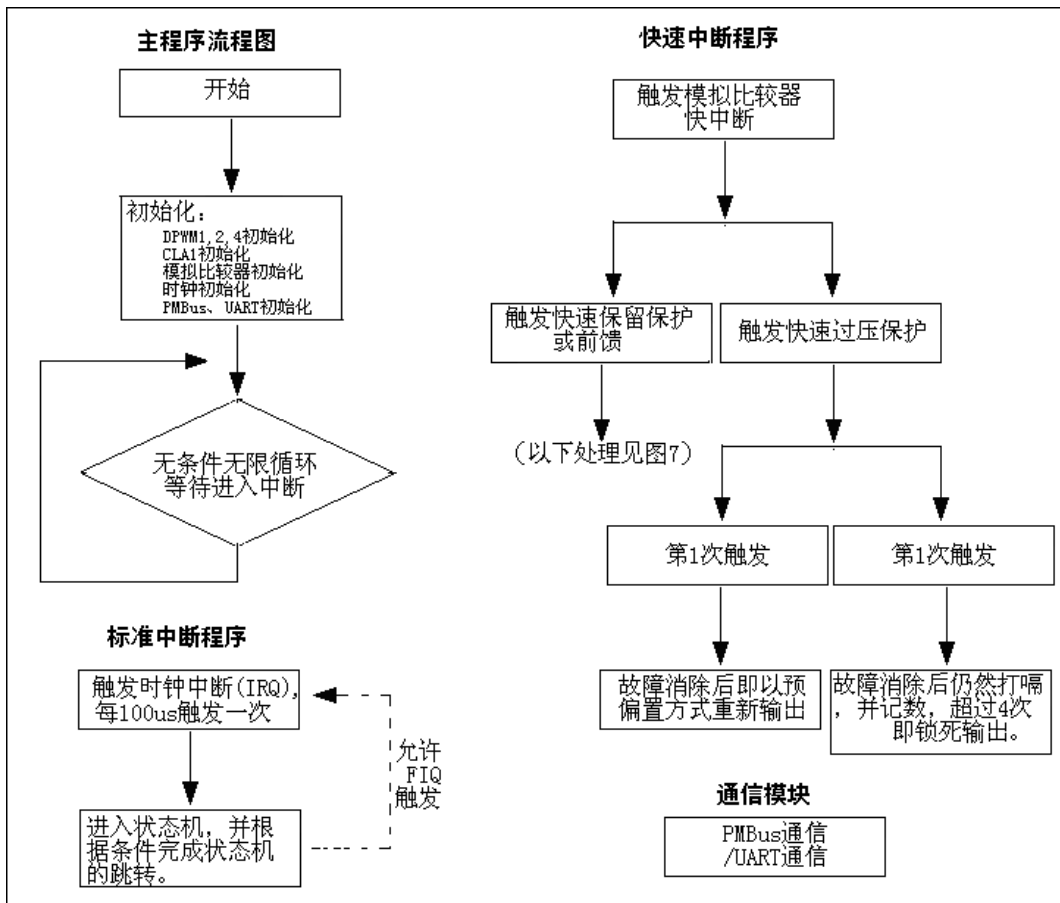 主程序流程图
开始
初始化：
DPWM1,2,4初始化
CLA1初始化
模拟比较器初始化
时钟初始化
PMBus、UART初始化
无条件无限循环
等待进入中断
标准中断程序
触发时钟中断(IRQ),
每100us触发一次
进入状态机，并根
据条件完成状态机
的跳转。
允许
FIQ
触发
快速中断程序
触发模拟比较器
快中断
触发快速保留保护
或前馈
触发快速过压保护
(以下处理见图7)
第1次触发
第1次触发
故障消除后即以预
偏置方式重新输出
故障消除后仍然打嗝
，并记数，超过4次
即锁死输出。
通信模块
PMBus通信
/UART通信